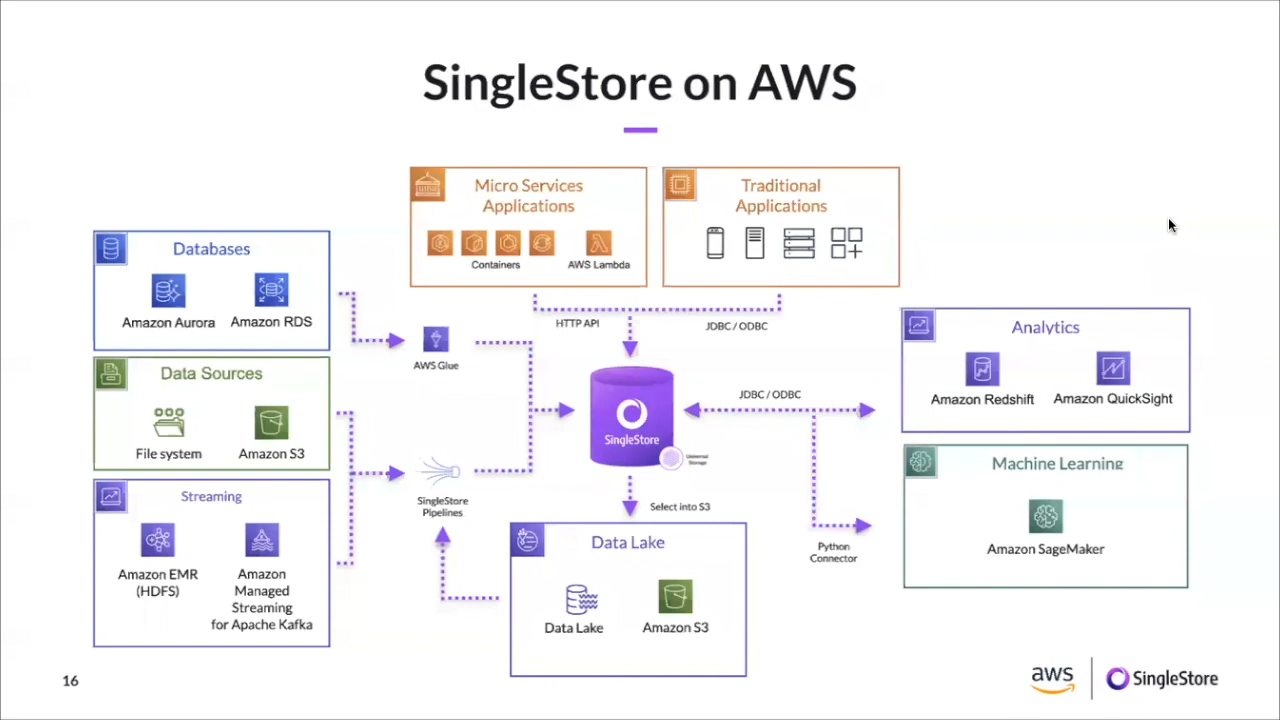 SingleStore on AWS
Micro Services
Applications
Containers
AWS Lambda
Traditional
Applications
Databases
Amazon Aurora
Amazon RDS
Data Sources
File system
Amazon S3
Streaming
Amazon EMR
(HDFS)
Amazon
Managed
Streaming
for Apache Kafka
AWS Glue
SingleStore
Pipelines
HTTP API
JDBC / ODBC
SingleStore
Universal
Storage
JDBC / ODBC
Select into S3
Data Lake
Data Lake
Amazon S3
Python
Connector
Analytics
Amazon Redshift
Amazon QuickSight
Machine Learning
Amazon SageMaker
16
aws
SingleStore